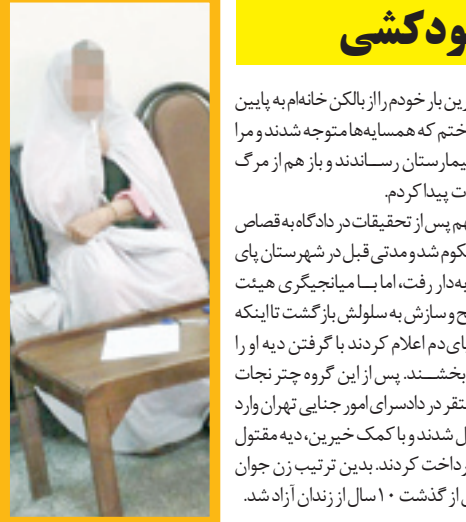 ودکشی
رین بار خودم را از بالکن خانه‌ام به پایین
ختم که همسایه‌ها متوجه شدند و مرا
یمارستان رساندند و باز هم از مرگ
ت پیدا کردم.
هم پس از تحقیقات در دادگاه به قصاص
کوم شد و مدتی قبل در شهرستان پای
به‌دار رفت، اما با میانجیگری هیئت
ح و سازش به سلولش بازگشت تا اینکه
ای‌دم اعلام کردند با گرفتن دیه او را
بخشند. پس از این گروه چتر نجات
تقر در دادسرای امور جنایی تهران وارد
ل شدند و با کمک خیرین، دیه مقتول
رداخت کردند. بدین ترتیب زن جوان
از گذشت ۱۰ سال از زندان آزاد شد.